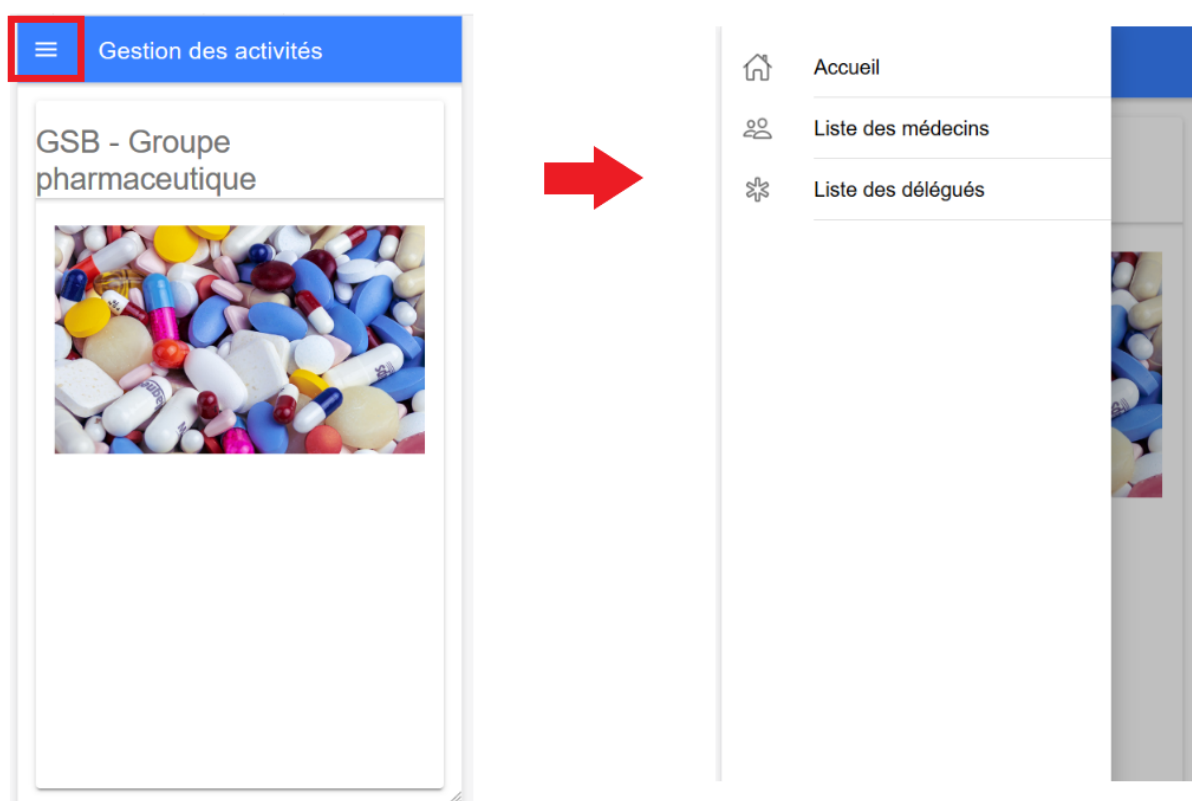 Gestion des activités
GSB - Groupe
pharmaceutique
Accueil
Liste des médecins
Liste des délégués